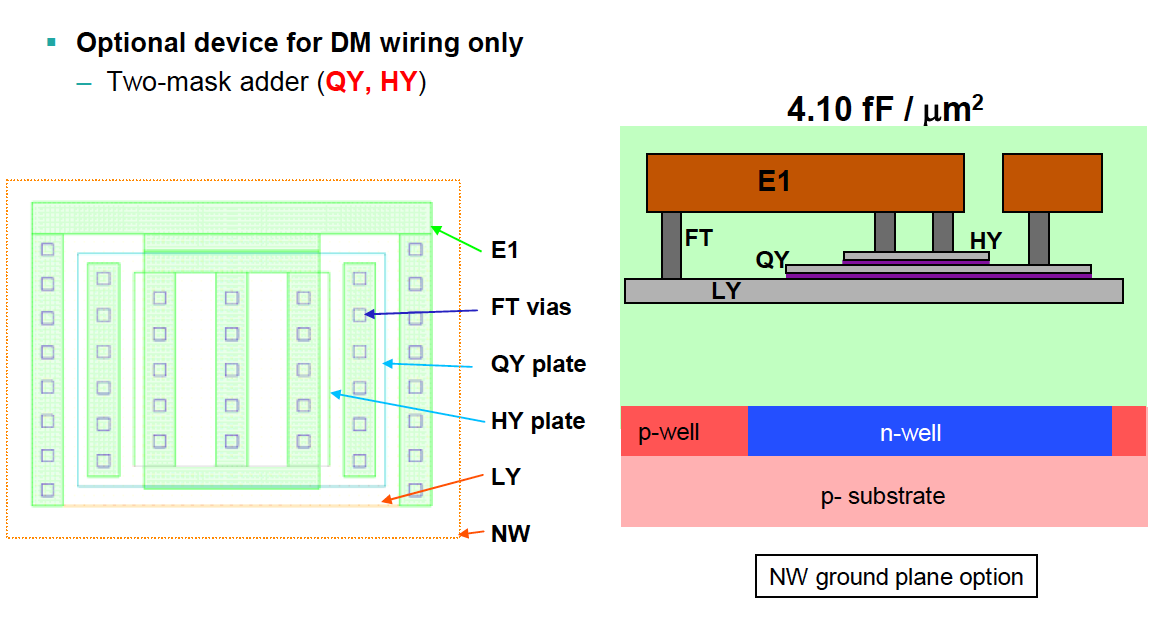 Optional device for DM wiring only
– Two-mask adder (QY, HY)
4.10 fF / μm²
E1
FT
HY
QY
LY
E1
FT vias
QY plate
HY plate
LY
NW
p-well
n-well
p- substrate
NW ground plane option